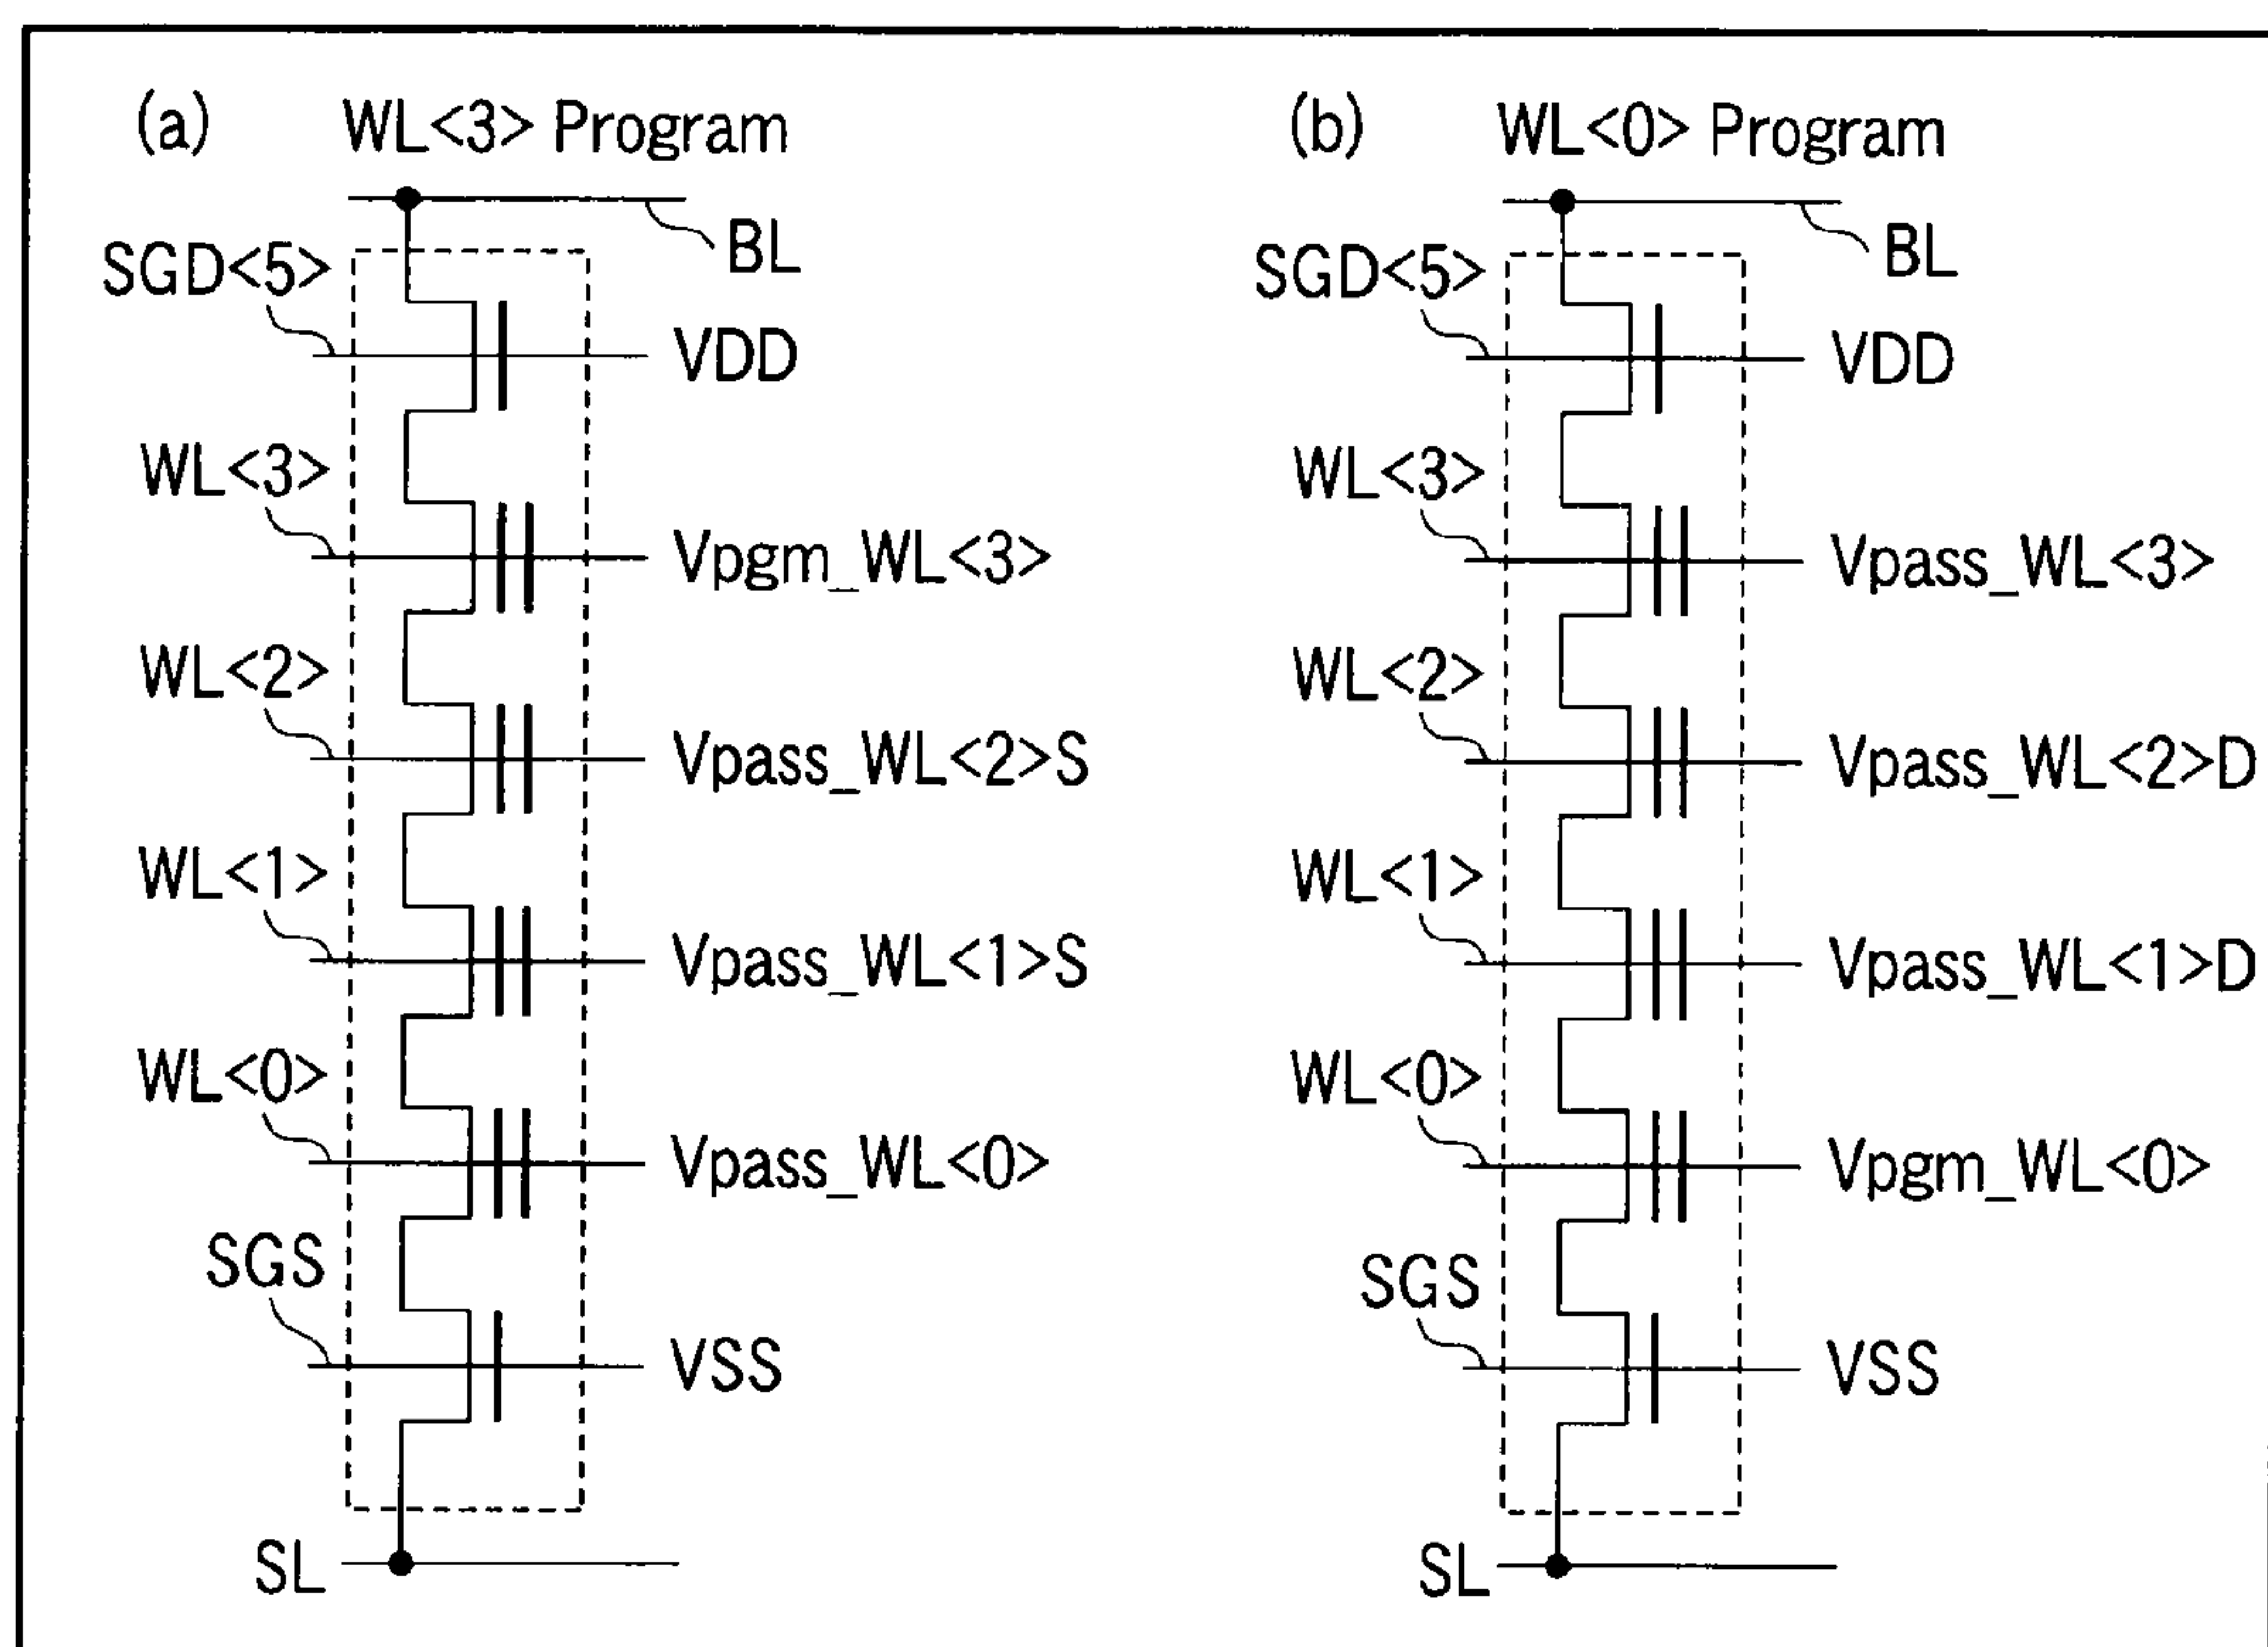 (a) WL<3> Program
BL
SGD<5>
VDD
WL<3>
Vpgm_WL<3>
WL<2>
Vpass_WL<2>S
WL<1>
Vpass_WL<1>S
WL<0>
Vpass_WL<0>
SGS
VSS
SL
(b) WL<0> Program
BL
SGD<5>
VDD
WL<3>
Vpass_WL<3>
WL<2>
Vpass_WL<2>D
WL<1>
Vpass_WL<1>D
WL<0>
Vpgm_WL<0>
SGS
VSS
SL